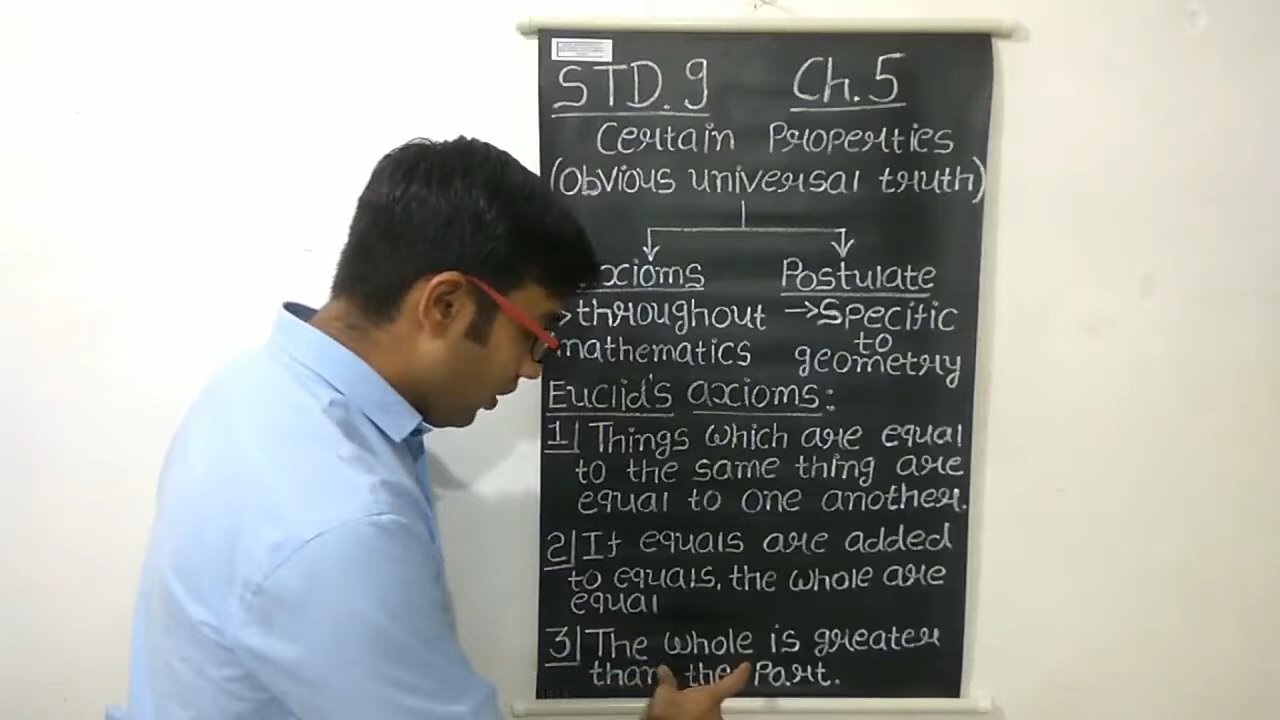 STD. 9 Ch. 5
Certain Properties
(Obvious universal truth)
xioms Postulate
throughout → Specific
mathematics to
geometry
Euclid's axioms:
1| Things which are equal
to the same thing are
equal to one another.
2| If equals are added
to equals, the whole are
equal
3| The whole is greater
than the Part.